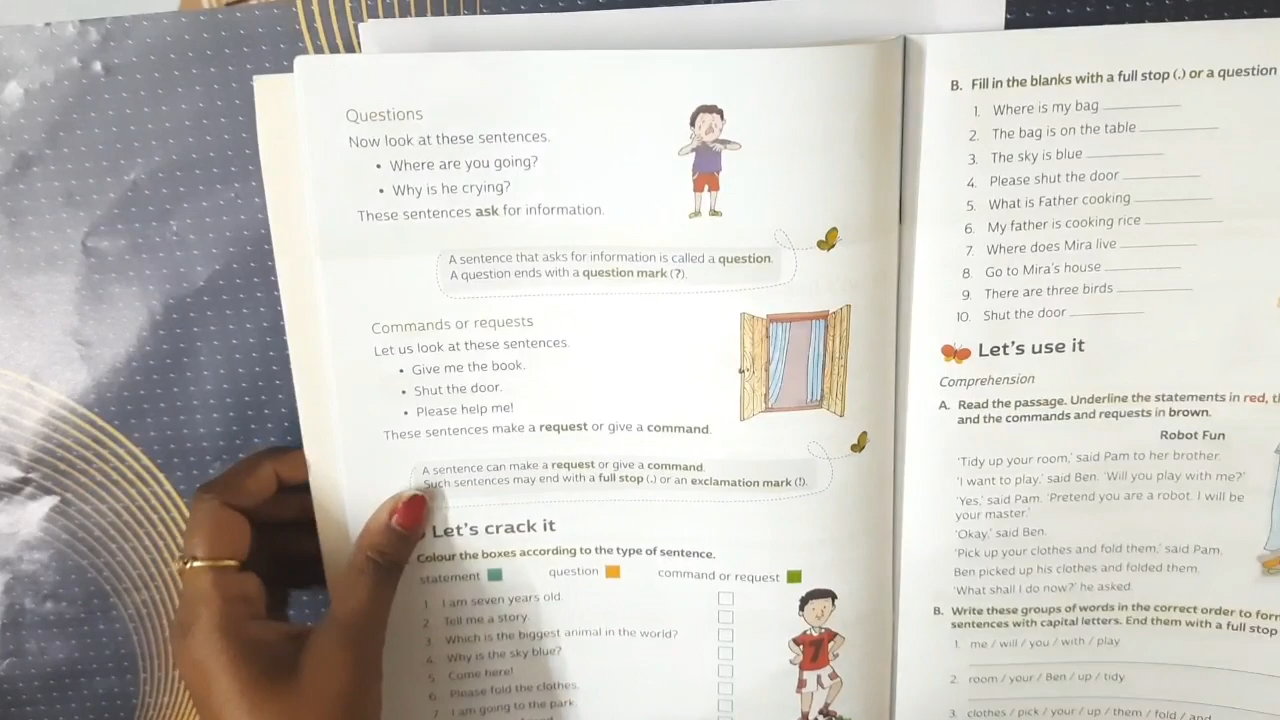 Questions
Now look at these sentences.
• Where are you going?
• Why is he crying?
These sentences ask for information.
A sentence that asks for information is called a question.
A question ends with a question mark (?).
Commands or requests
Let us look at these sentences.
• Give me the book.
• Shut the door.
• Please help me!
These sentences make a request or give a command.
A sentence can make a request or give a command.
Such sentences may end with a full stop (.) or an exclamation mark (!).
Let's crack it
Colour the boxes according to the type of sentence.
statement question command or request
1 I am seven years old.
2. Tell me a story
3. Which is the biggest animal in the world?
4. Why is the sky blue?
5. Come here!
6. Please fold the clothes.
7. I am going to the park.
7
B. Fill in the blanks with a full stop (.) or a question
1. Where is my bag
2. The bag is on the table
3. The sky is blue
4. Please shut the door
5. What is Father cooking
6. My father is cooking rice
7. Where does Mira live
8. Go to Mira's house
9. There are three birds
10. Shut the door
Let's use it
Comprehension
A. Read the passage. Underline the statements in red,
and the commands and requests in brown.
Robot Fun
'Tidy up your room,' said Pam to her brother.
'I want to play,' said Ben. 'Will you play with me?'
'Yes,' said Pam. 'Pretend you are a robot. I will be
your master.'
'Okay,' said Ben.
'Pick up your clothes and fold them,' said Pam.
Ben picked up his clothes and folded them.
'What shall I do now?' he asked.
B. Write these groups of words in the correct order to form
sentences with capital letters. End them with a full stop
1. me / will / you / with / play
2. room / your / Ben / up / tidy
3. clothes / pick / your / up / them / fold / and